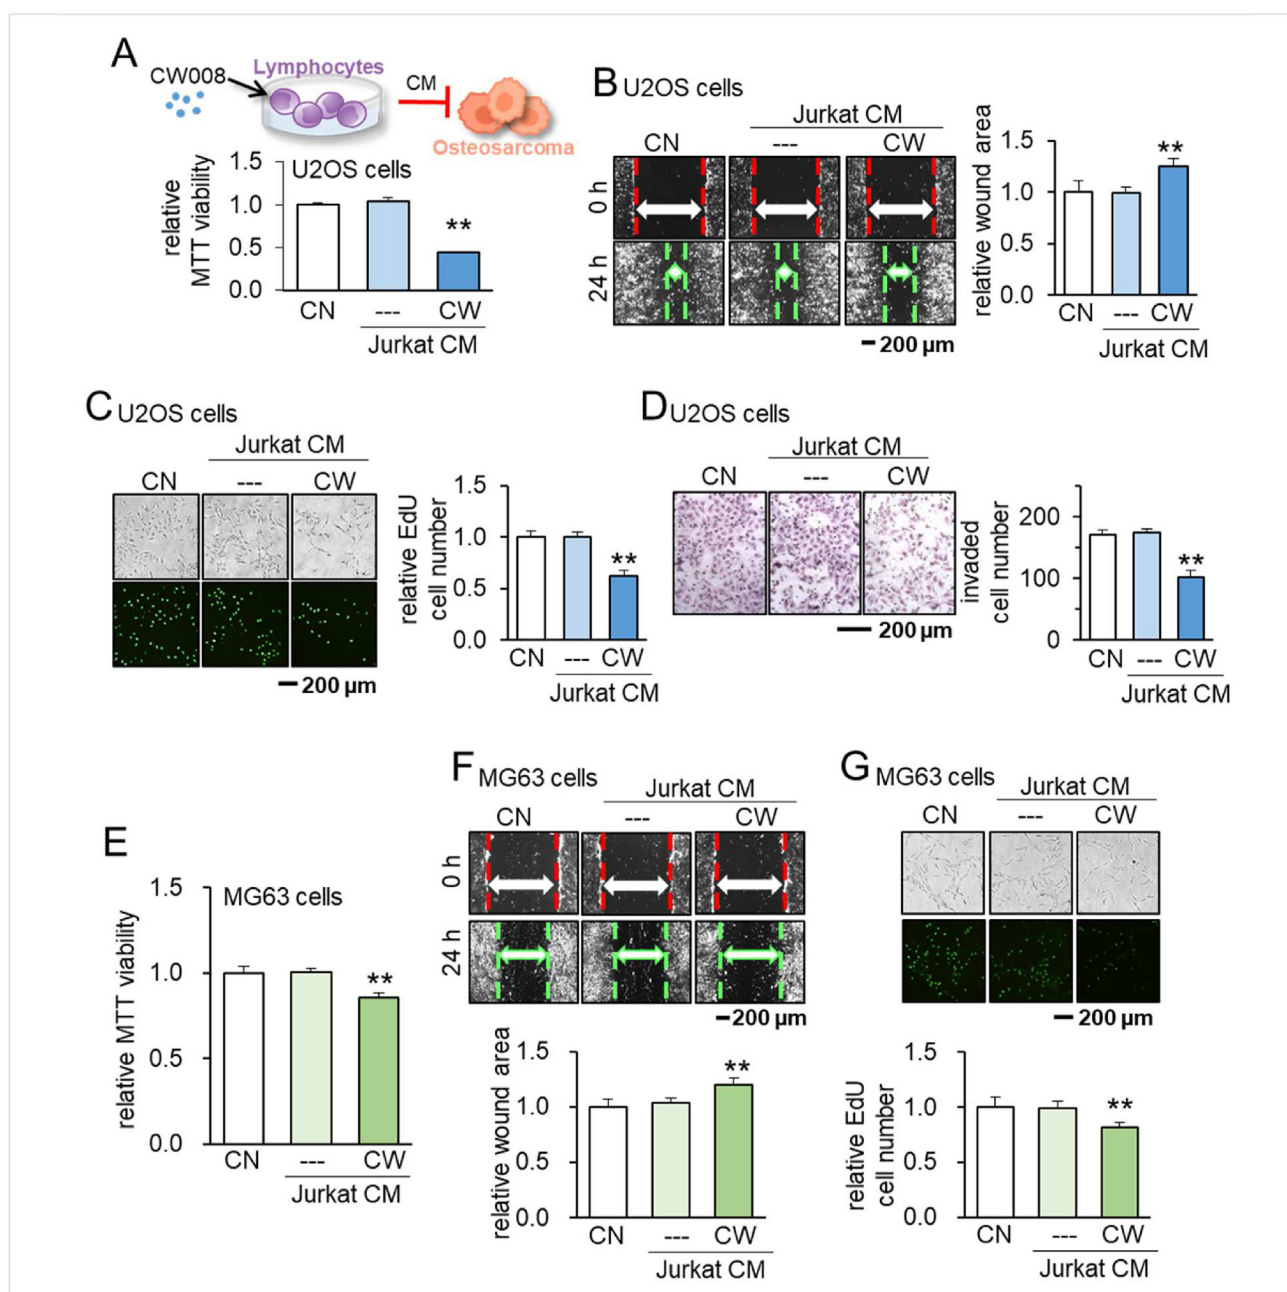 A
CW008
Lymphocytes
CM
Osteosarcoma
relative
MTT viability
1.5
1.0
0.5
0.0
U2OS cells
**
CN
---
CW
Jurkat CM
B U2OS cells
Jurkat CM
CN
---
CW
0 h
24 h
200 µm
relative wound area
1.5
1.0
0.5
0.0
**
CN
---
CW
Jurkat CM
C U2OS cells
Jurkat CM
CN
---
CW
200 µm
relative EdU
cell number
1.5
1.0
0.5
0.0
**
CN
---
CW
Jurkat CM
D U2OS cells
Jurkat CM
CN
---
CW
200 µm
invaded
cell number
200
100
0
**
CN
---
CW
Jurkat CM
E
MG63 cells
relative MTT viability
1.5
1.0
0.5
0.0
**
CN
---
CW
Jurkat CM
F MG63 cells
Jurkat CM
CN
---
CW
0 h
24 h
200 µm
relative wound area
1.5
1.0
0.5
0.0
**
CN
---
CW
Jurkat CM
G MG63 cells
Jurkat CM
CN
---
CW
200 µm
relative EdU
cell number
1.5
1.0
0.5
0.0
**
CN
---
CW
Jurkat CM